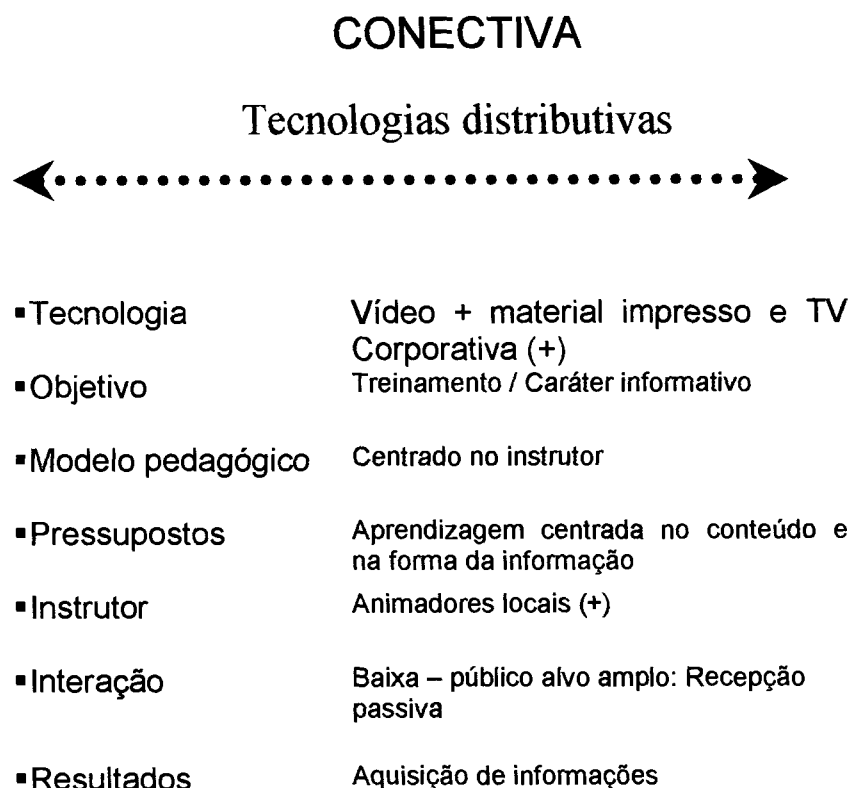 CONECTIVA
Tecnologias distributivas
▪Tecnologia
Vídeo + material impresso e TV
Corporativa (+)
▪Objetivo
Treinamento / Caráter informativo
▪Modelo pedagógico
Centrado no instrutor
▪Pressupostos
Aprendizagem centrada no conteúdo e
na forma da informação
▪Instrutor
Animadores locais (+)
▪Interação
Baixa – público alvo amplo: Recepção
passiva
▪Resultados
Aquisição de informações